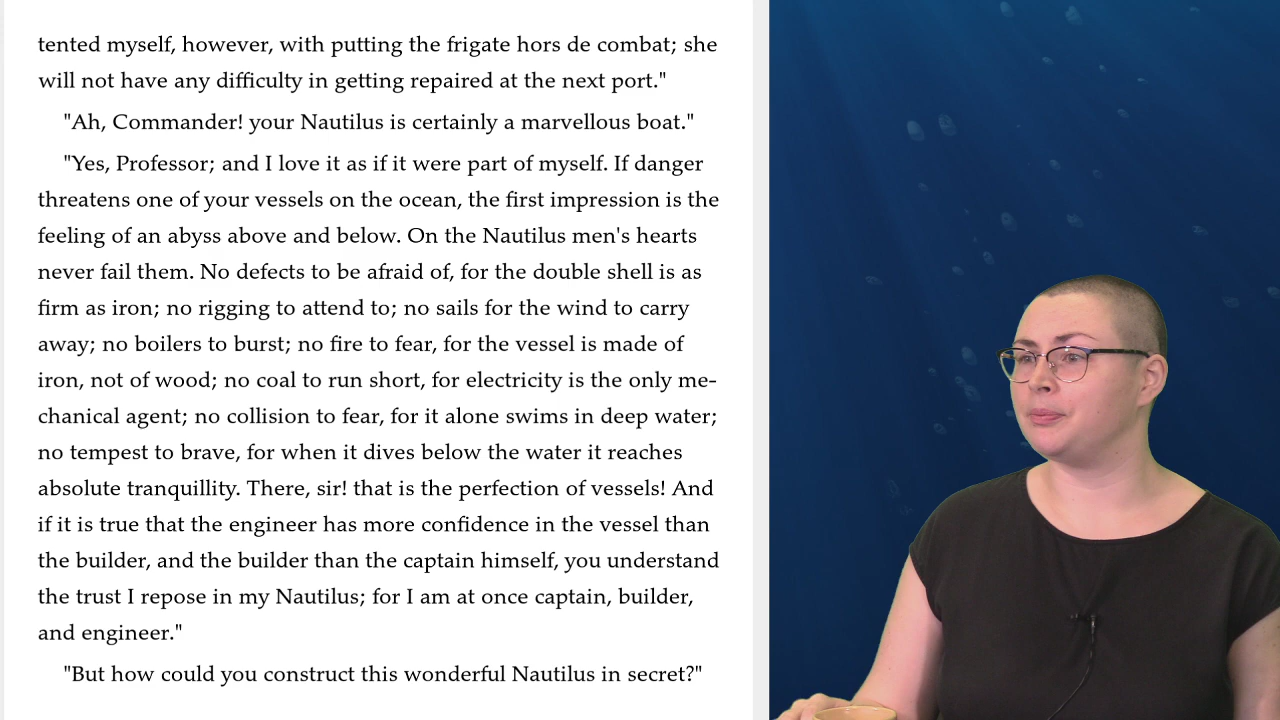 tented myself, however, with putting the frigate hors de combat; she
will not have any difficulty in getting repaired at the next port."
"Ah, Commander! your Nautilus is certainly a marvellous boat."
"Yes, Professor; and I love it as if it were part of myself. If danger
threatens one of your vessels on the ocean, the first impression is the
feeling of an abyss above and below. On the Nautilus men's hearts
never fail them. No defects to be afraid of, for the double shell is as
firm as iron; no rigging to attend to; no sails for the wind to carry
away; no boilers to burst; no fire to fear, for the vessel is made of
iron, not of wood; no coal to run short, for electricity is the only me-
chanical agent; no collision to fear, for it alone swims in deep water;
no tempest to brave, for when it dives below the water it reaches
absolute tranquillity. There, sir! that is the perfection of vessels! And
if it is true that the engineer has more confidence in the vessel than
the builder, and the builder than the captain himself, you understand
the trust I repose in my Nautilus; for I am at once captain, builder,
and engineer."
"But how could you construct this wonderful Nautilus in secret?"